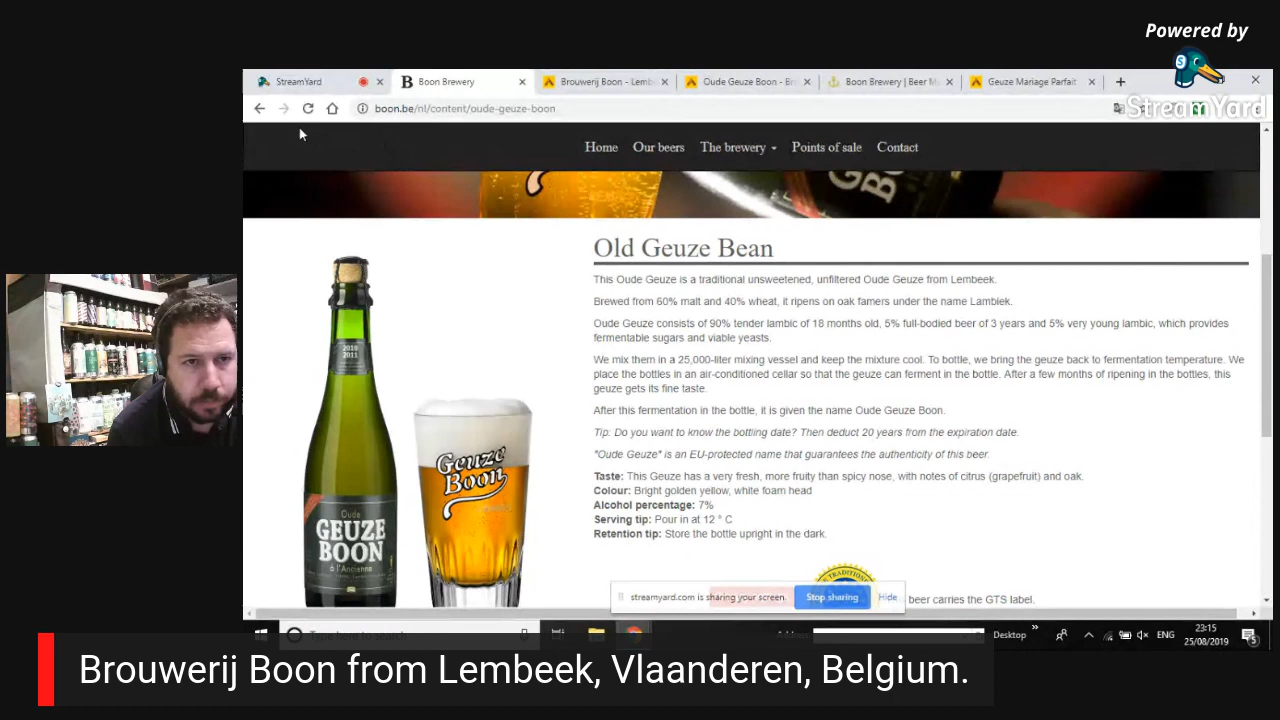 Powered by
StreamYard
StreamYard
Boon Brewery
Brouwerij Boon - Lemb
Oude Geuze Boon - Br
Boon Brewery | Beer M
Geuze Mariage Parfait
boon.be/nl/content/oude-geuze-boon
Home Our beers The brewery Points of sale Contact
Old Geuze Bean
This Oude Geuze is a traditional unsweetened, unfiltered Oude Geuze from Lembeek.
Brewed from 60% malt and 40% wheat, it ripens on oak famers under the name Lambiek.
Oude Geuze consists of 90% tender lambic of 18 months old, 5% full-bodied beer of 3 years and 5% very young lambic, which provides
fermentable sugars and viable yeasts.
We mix them in a 25,000-liter mixing vessel and keep the mixture cool. To bottle, we bring the geuze back to fermentation temperature. We
place the bottles in an air-conditioned cellar so that the geuze can ferment in the bottle. After a few months of ripening in the bottles, this
geuze gets its fine taste.
After this fermentation in the bottle, it is given the name Oude Geuze Boon.
Tip: Do you want to know the bottling date? Then deduct 20 years from the expiration date.
"Oude Geuze" is an EU-protected name that guarantees the authenticity of this beer.
Taste: This Geuze has a very fresh, more fruity than spicy nose, with notes of citrus (grapefruit) and oak.
Colour: Bright golden yellow, white foam head
Alcohol percentage: 7%
Serving tip: Pour in at 12 ° C
Retention tip: Store the bottle upright in the dark.
beer carries the GTS label.
2010
2011
Oude
GEUZE
BOON
à l'Ancienne
Geuze
Boon
streamyard.com is sharing your screen. Stop sharing Hide
Type here to search
Desktop
ENG
23:15
25/08/2019
Brouwerij Boon from Lembeek, Vlaanderen, Belgium.